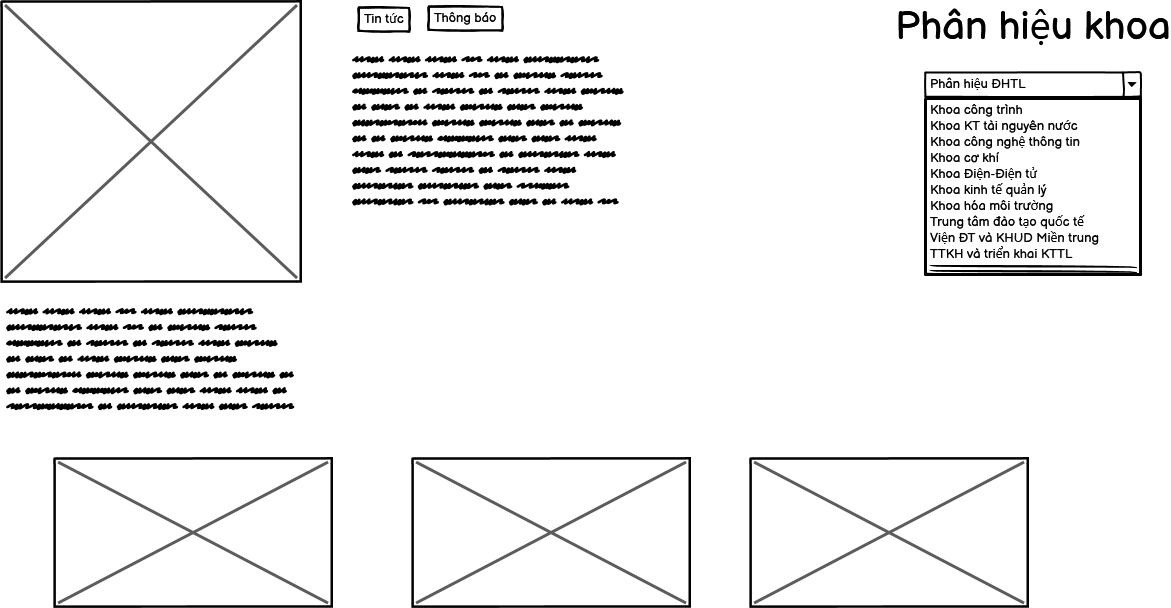 Tin tức
Thông báo
Phân hiệu khoa
Phân hiệu ĐHTL
Khoa công trình
Khoa KT tài nguyên nước
Khoa công nghệ thông tin
Khoa cơ khí
Khoa Điện-Điện tử
Khoa kinh tế quản lý
Khoa hóa môi trường
Trung tâm đào tạo quốc tế
Viện ĐT và KHUD Miền trung
TTKH và triển khai KTTL